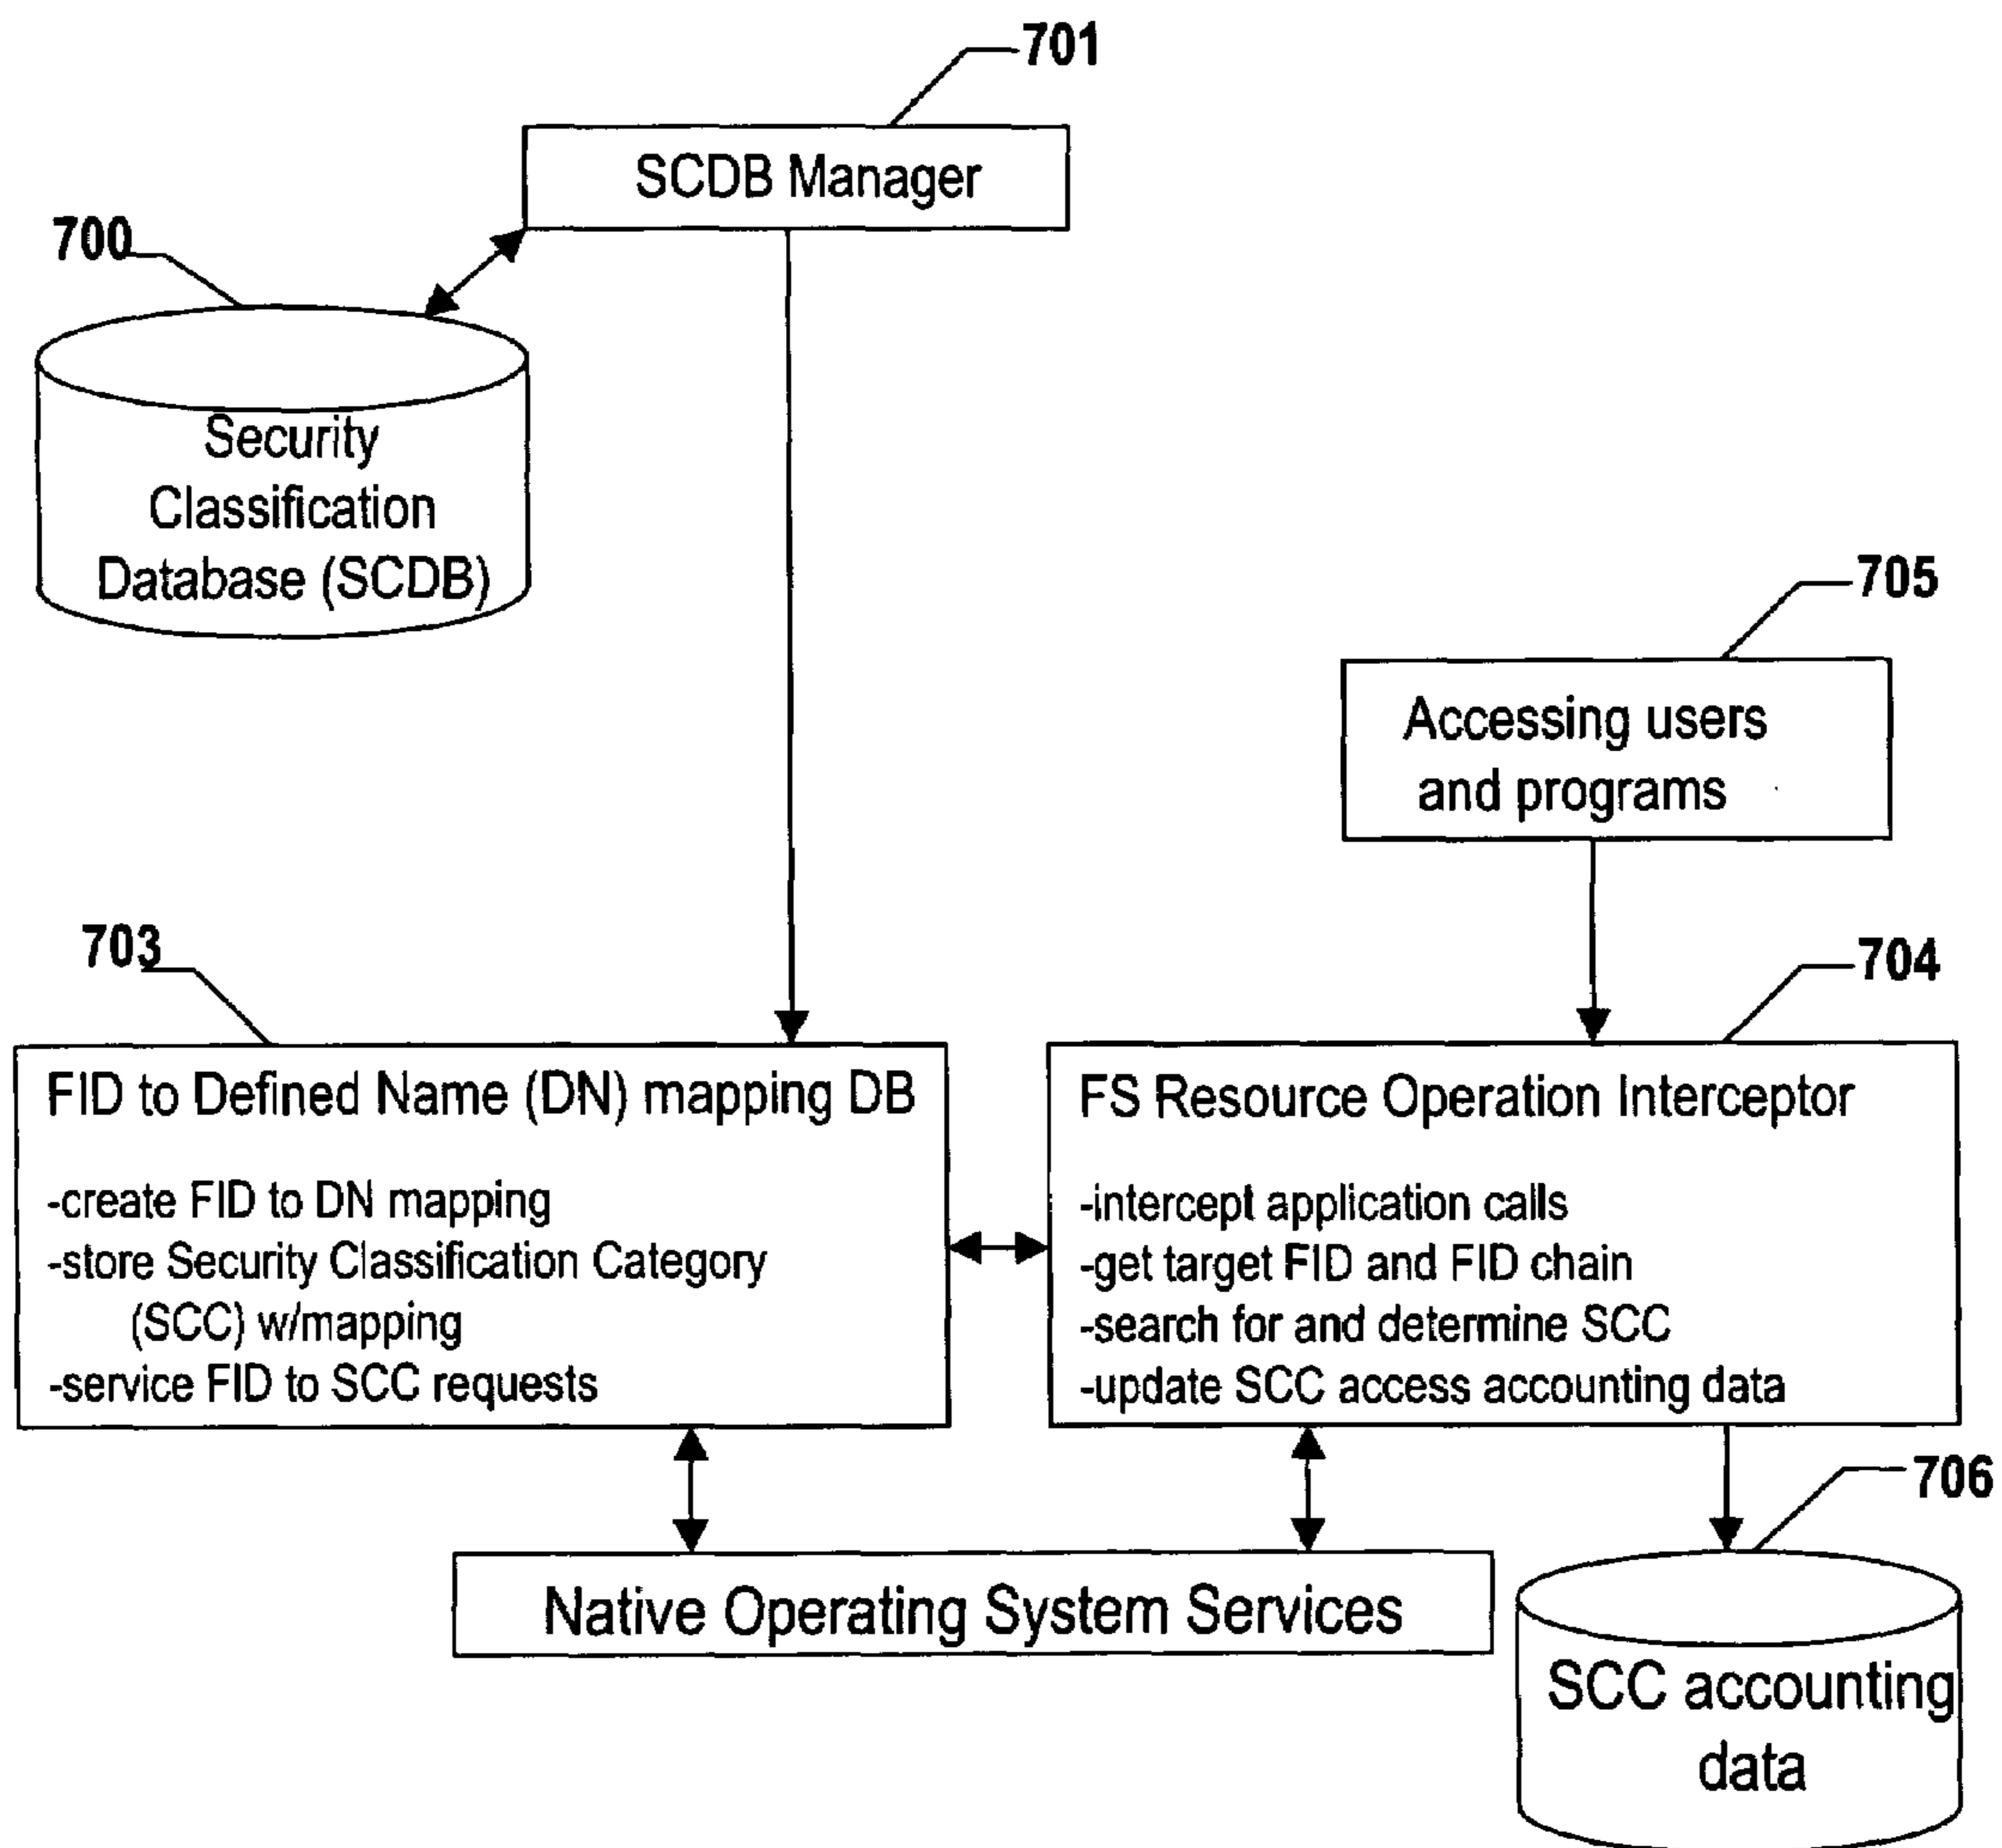 701
SCDB Manager
700
Security
Classification
Database (SCDB)
705
Accessing users
and programs
703
704
FID to Defined Name (DN) mapping DB
-create FID to DN mapping
-store Security Classification Category
(SCC) w/mapping
-service FID to SCC requests
FS Resource Operation Interceptor
-intercept application calls
-get target FID and FID chain
-search for and determine SCC
-update SCC access accounting data
706
Native Operating System Services
SCC accounting
data